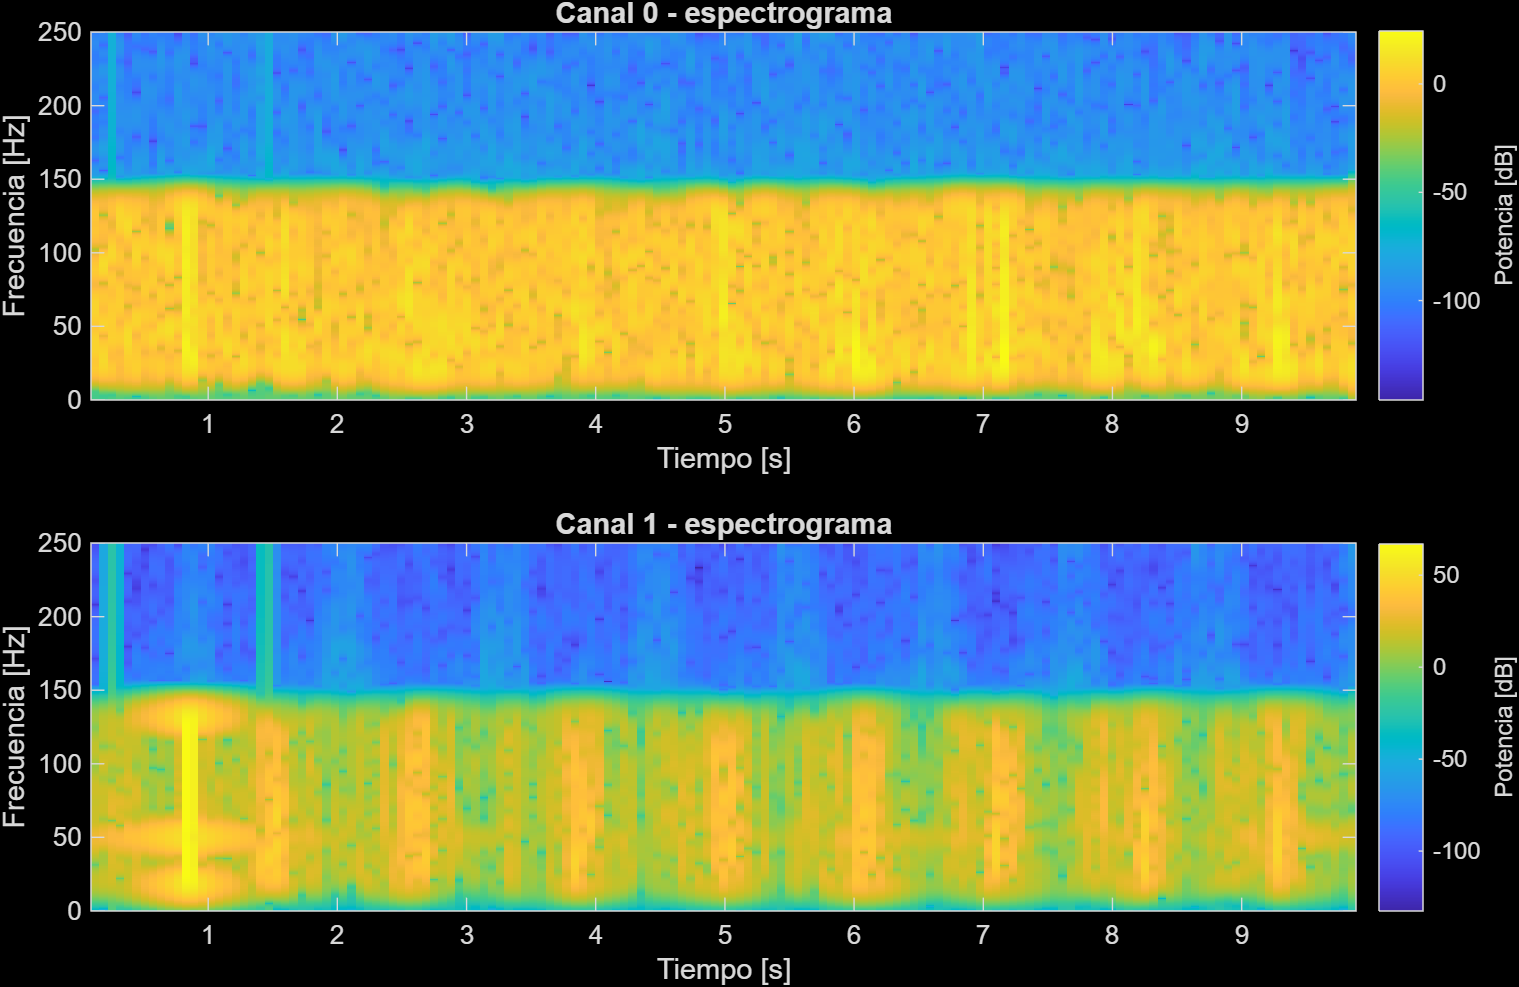 Canal 0 - espectrograma
250
200
150
100
50
0
Frecuencia [Hz]
1 2 3 4 5 6 7 8 9
Tiempo [s]
0
-50
-100
Potencia [dB]
Canal 1 - espectrograma
250
200
150
100
50
0
Frecuencia [Hz]
1 2 3 4 5 6 7 8 9
Tiempo [s]
50
0
-50
-100
Potencia [dB]